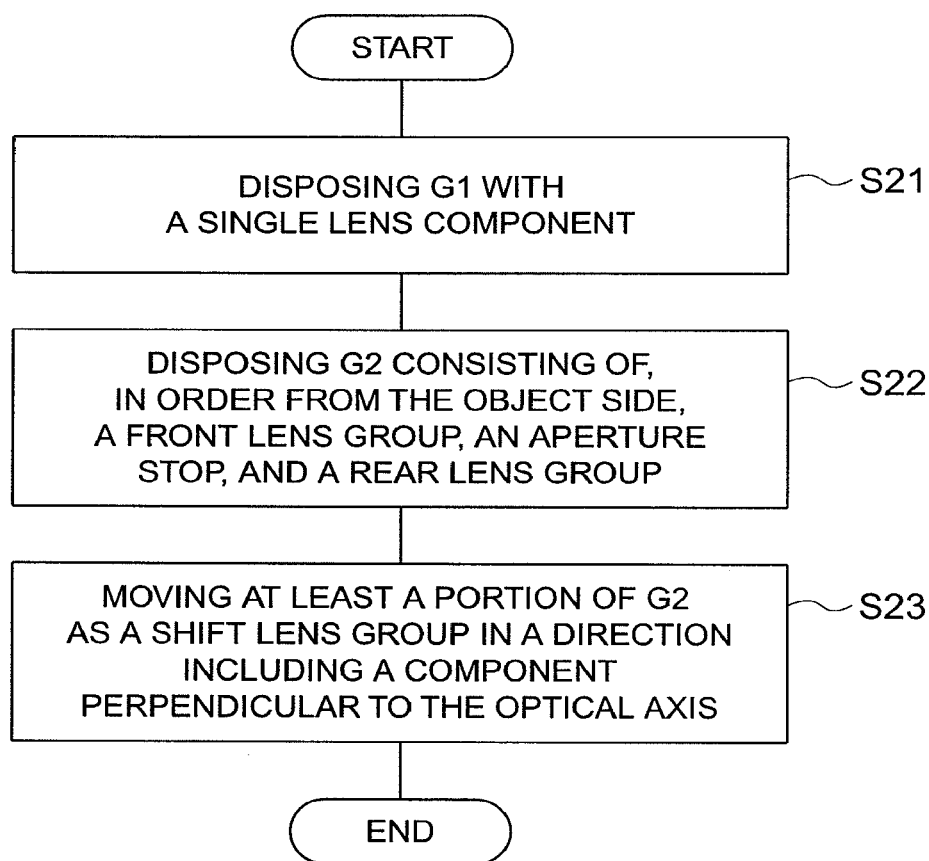 START
DISPOSING G1 WITH
A SINGLE LENS COMPONENT
S21
DISPOSING G2 CONSISTING OF,
IN ORDER FROM THE OBJECT SIDE,
A FRONT LENS GROUP, AN APERTURE
STOP, AND A REAR LENS GROUP
S22
MOVING AT LEAST A PORTION OF G2
AS A SHIFT LENS GROUP IN A DIRECTION
INCLUDING A COMPONENT
PERPENDICULAR TO THE OPTICAL AXIS
S23
END